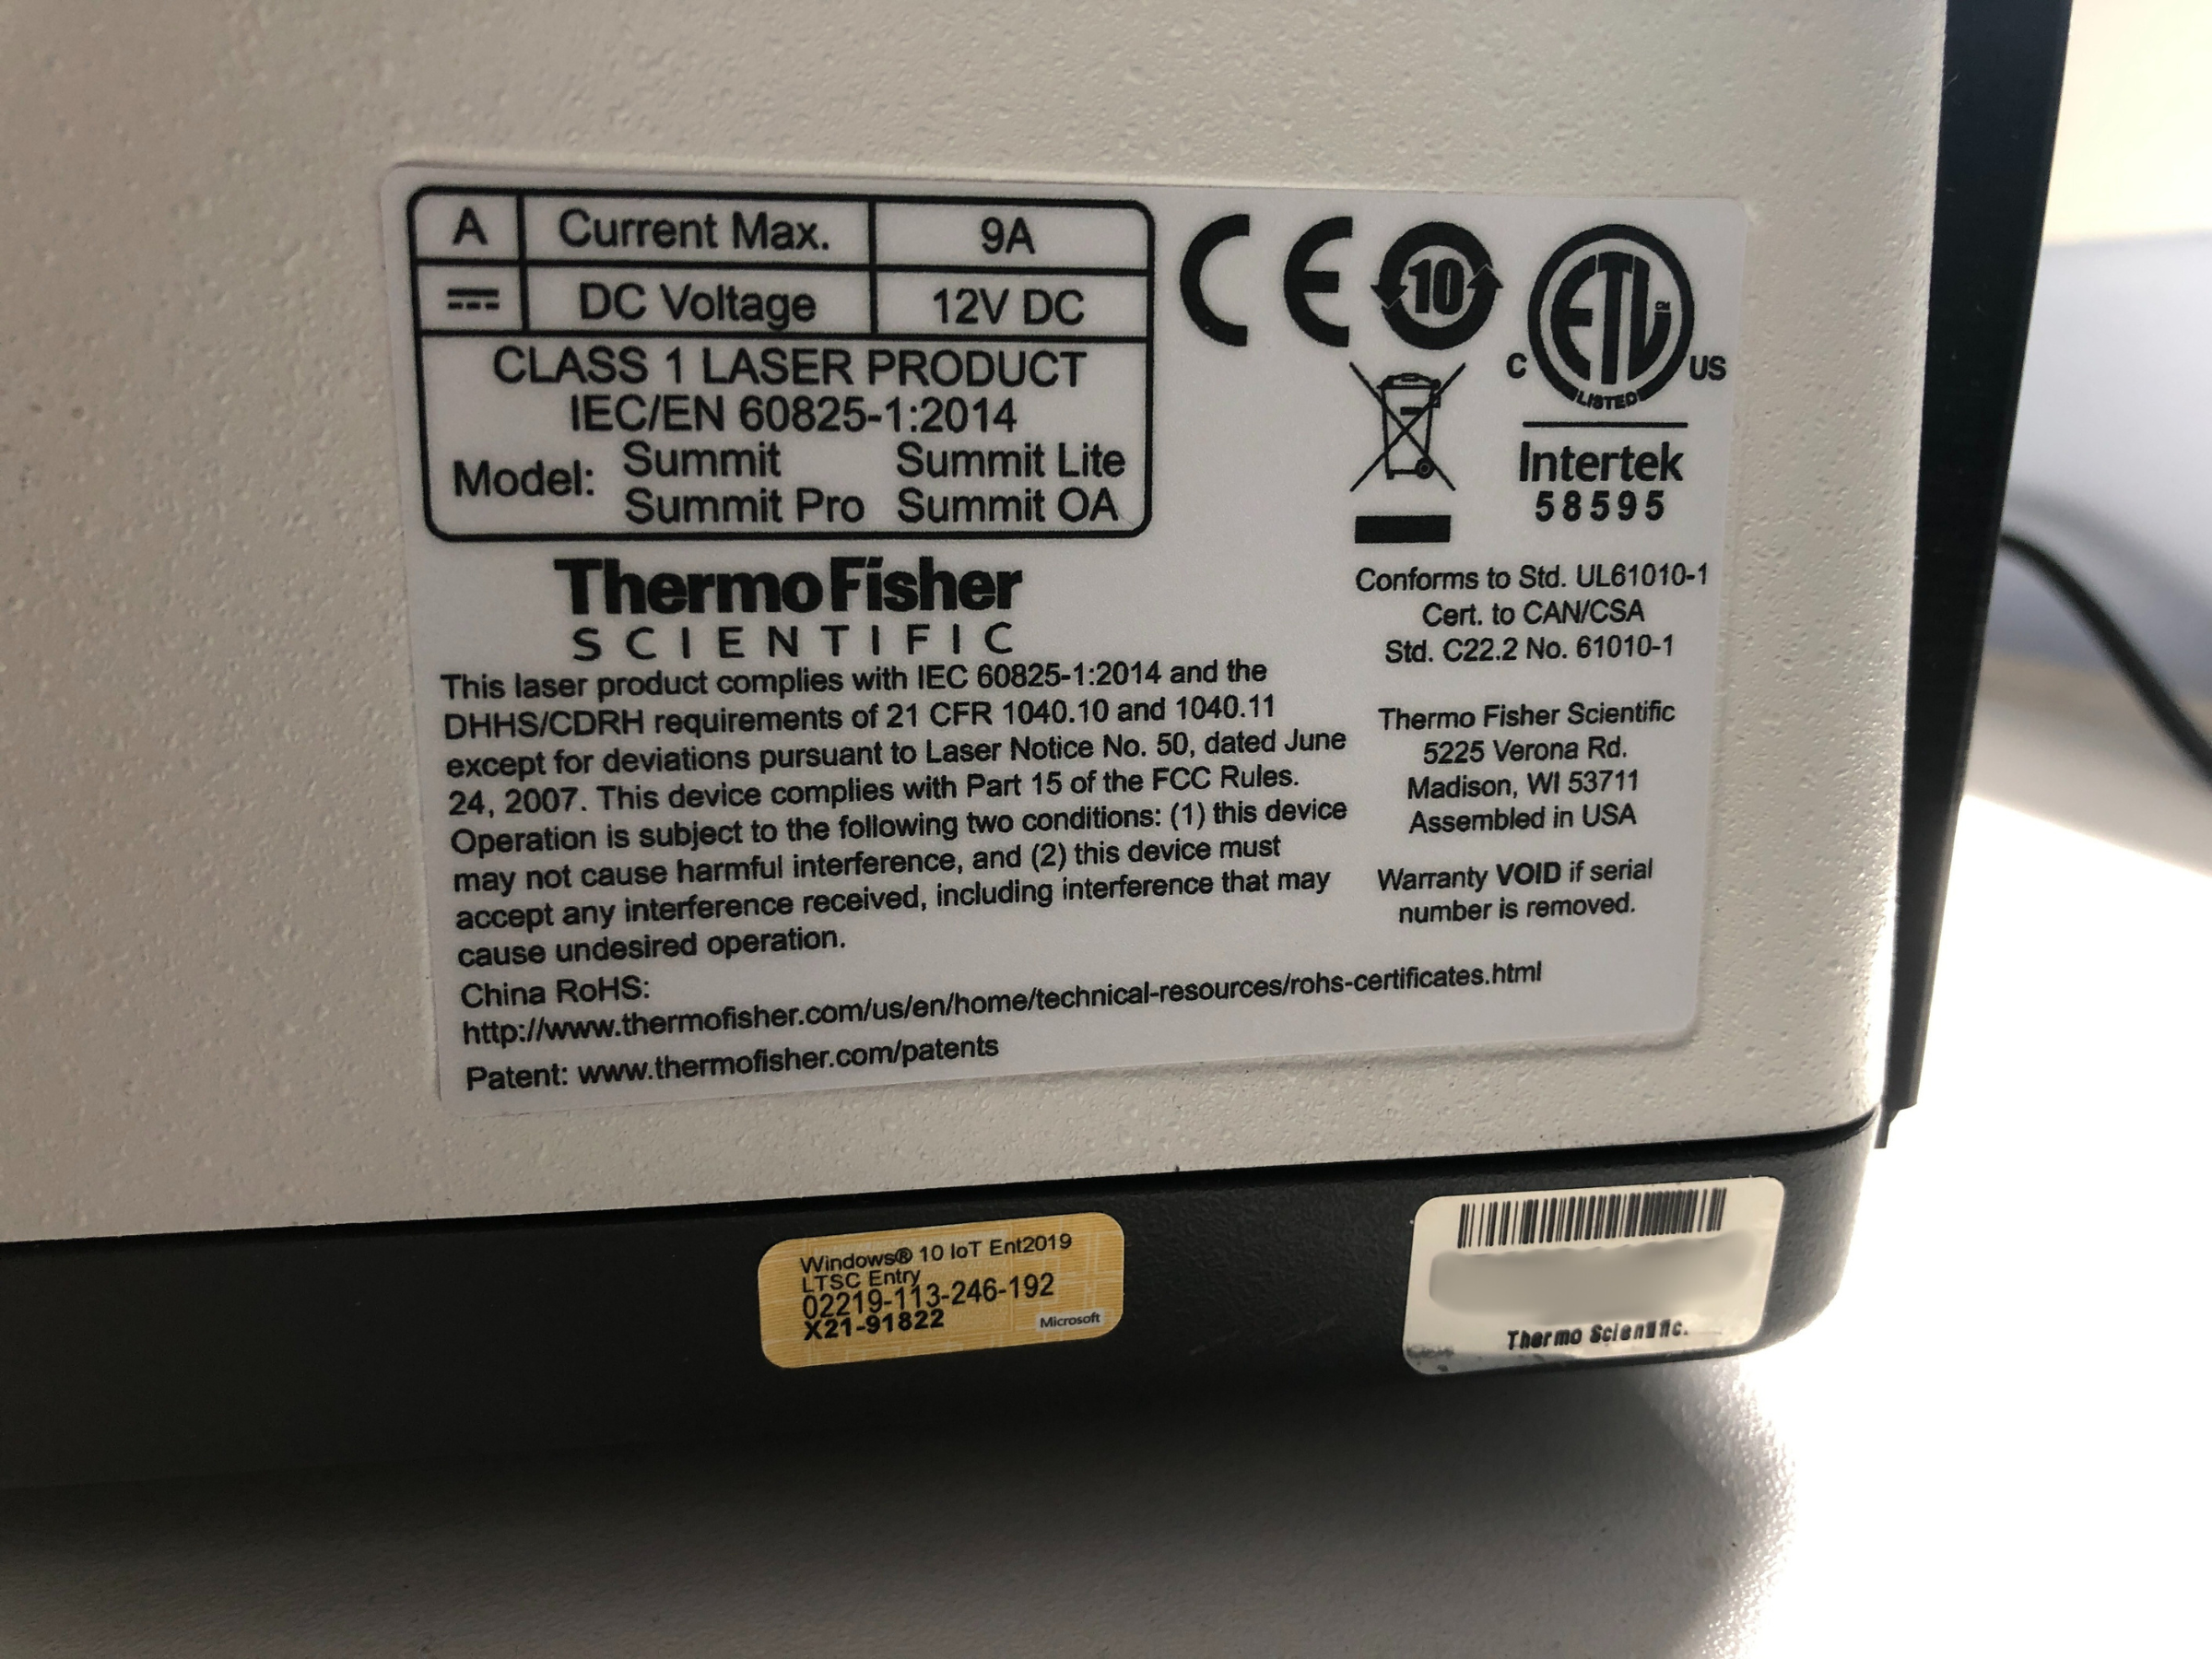 A Current Max. 9A
DC Voltage 12V DC
CLASS 1 LASER PRODUCT
IEC/EN 60825-1:2014
Model: Summit Summit Lite
Summit Pro Summit OA
CE
10
ETL CM
C US
LISTED
Intertek
58595
ThermoFisher
SCIENTIFIC
This laser product complies with IEC 60825-1:2014 and the
DHHS/CDRH requirements of 21 CFR 1040.10 and 1040.11
except for deviations pursuant to Laser Notice No. 50, dated June
24, 2007. This device complies with Part 15 of the FCC Rules.
Operation is subject to the following two conditions: (1) this device
may not cause harmful interference, and (2) this device must
accept any interference received, including interference that may
cause undesired operation.
China RoHS:
http://www.thermofisher.com/us/en/home/technical-resources/rohs-certificates.html
Patent: www.thermofisher.com/patents
Conforms to Std. UL61010-1
Cert. to CAN/CSA
Std. C22.2 No. 61010-1
Thermo Fisher Scientific
5225 Verona Rd.
Madison, WI 53711
Assembled in USA
Warranty VOID if serial
number is removed.
Windows® 10 IoT Ent2019
LTSC Entry
02219-113-246-192
X21-91822
Microsoft
Thermo Scientific.